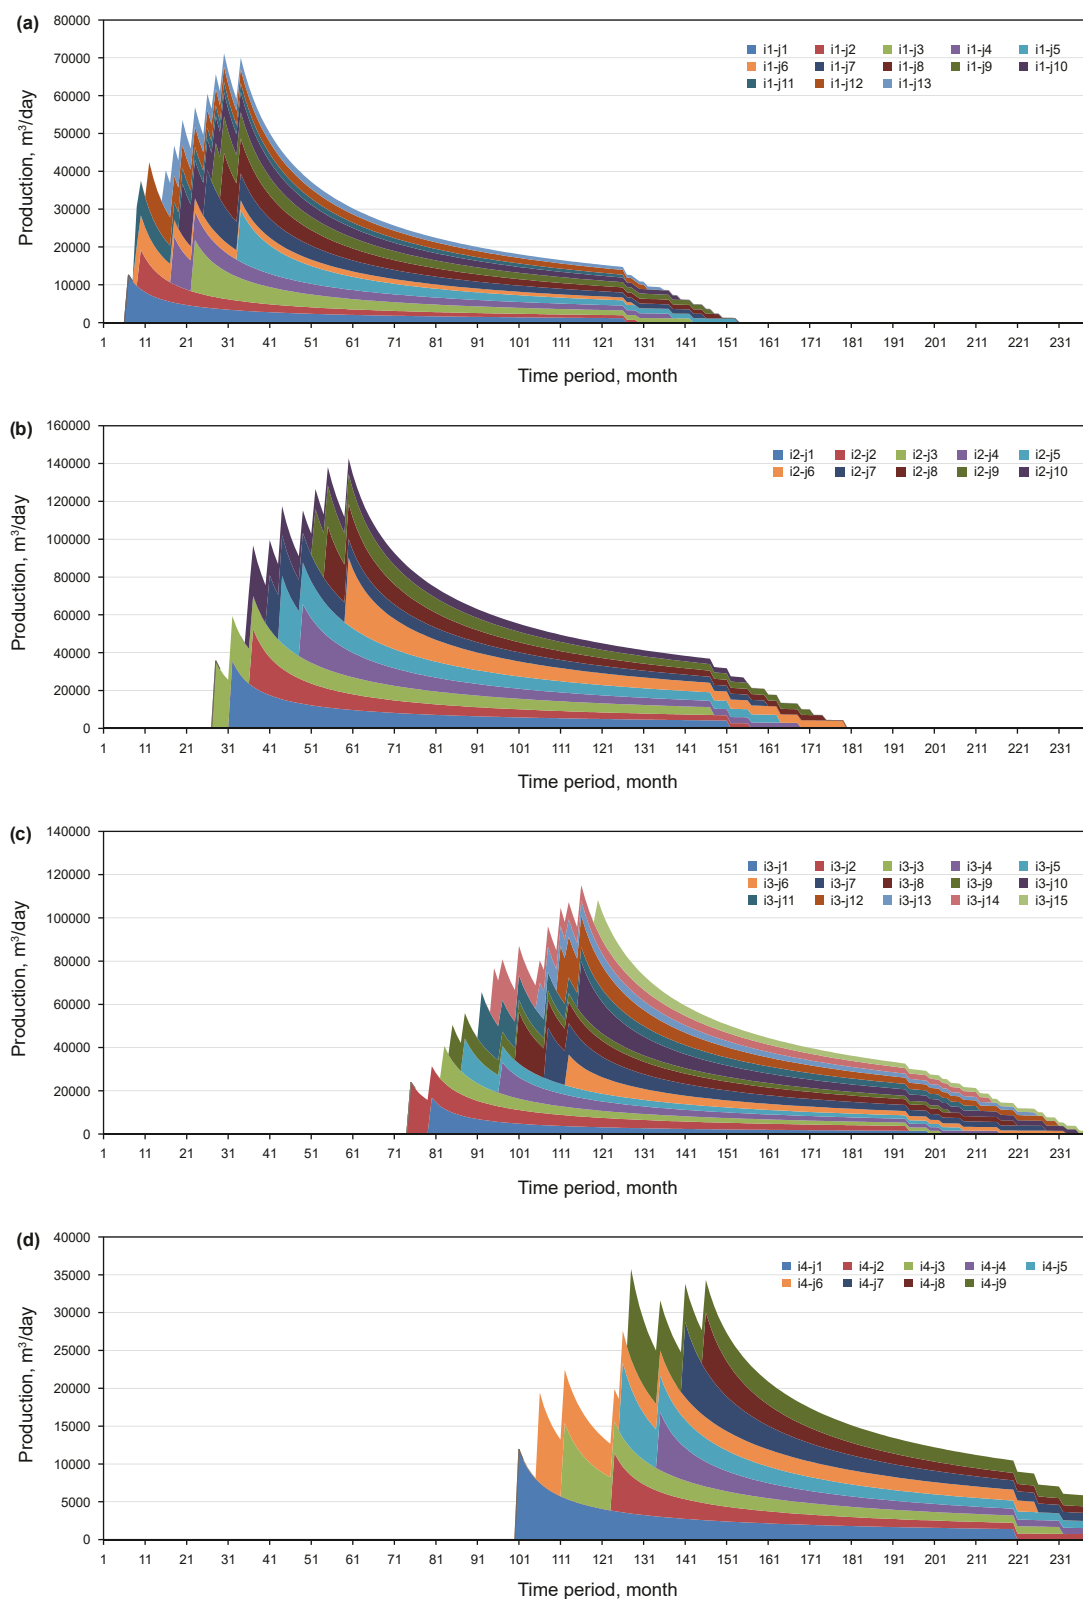 (a)
80000
70000
60000
50000
40000
30000
20000
10000
0
Production, m³/day
i1-j1 i1-j2 i1-j3 i1-j4 i1-j5
i1-j6 i1-j7 i1-j8 i1-j9 i1-j10
i1-j11 i1-j12 i1-j13
1 11 21 31 41 51 61 71 81 91 101 111 121 131 141 151 161 171 181 191 201 211 221 231
Time period, month
(b)
160000
140000
120000
100000
80000
60000
40000
20000
0
Production, m³/day
i2-j1 i2-j2 i2-j3 i2-j4 i2-j5
i2-j6 i2-j7 i2-j8 i2-j9 i2-j10
1 11 21 31 41 51 61 71 81 91 101 111 121 131 141 151 161 171 181 191 201 211 221 231
Time period, month
(c)
140000
120000
100000
80000
60000
40000
20000
0
Production, m³/day
i3-j1 i3-j2 i3-j3 i3-j4 i3-j5
i3-j6 i3-j7 i3-j8 i3-j9 i3-j10
i3-j11 i3-j12 i3-j13 i3-j14 i3-j15
1 11 21 31 41 51 61 71 81 91 101 111 121 131 141 151 161 171 181 191 201 211 221 231
Time period, month
(d)
40000
35000
30000
25000
20000
15000
10000
5000
0
Production, m³/day
i4-j1 i4-j2 i4-j3 i4-j4 i4-j5
i4-j6 i4-j7 i4-j8 i4-j9
1 11 21 31 41 51 61 71 81 91 101 111 121 131 141 151 161 171 181 191 201 211 221 231
Time period, month